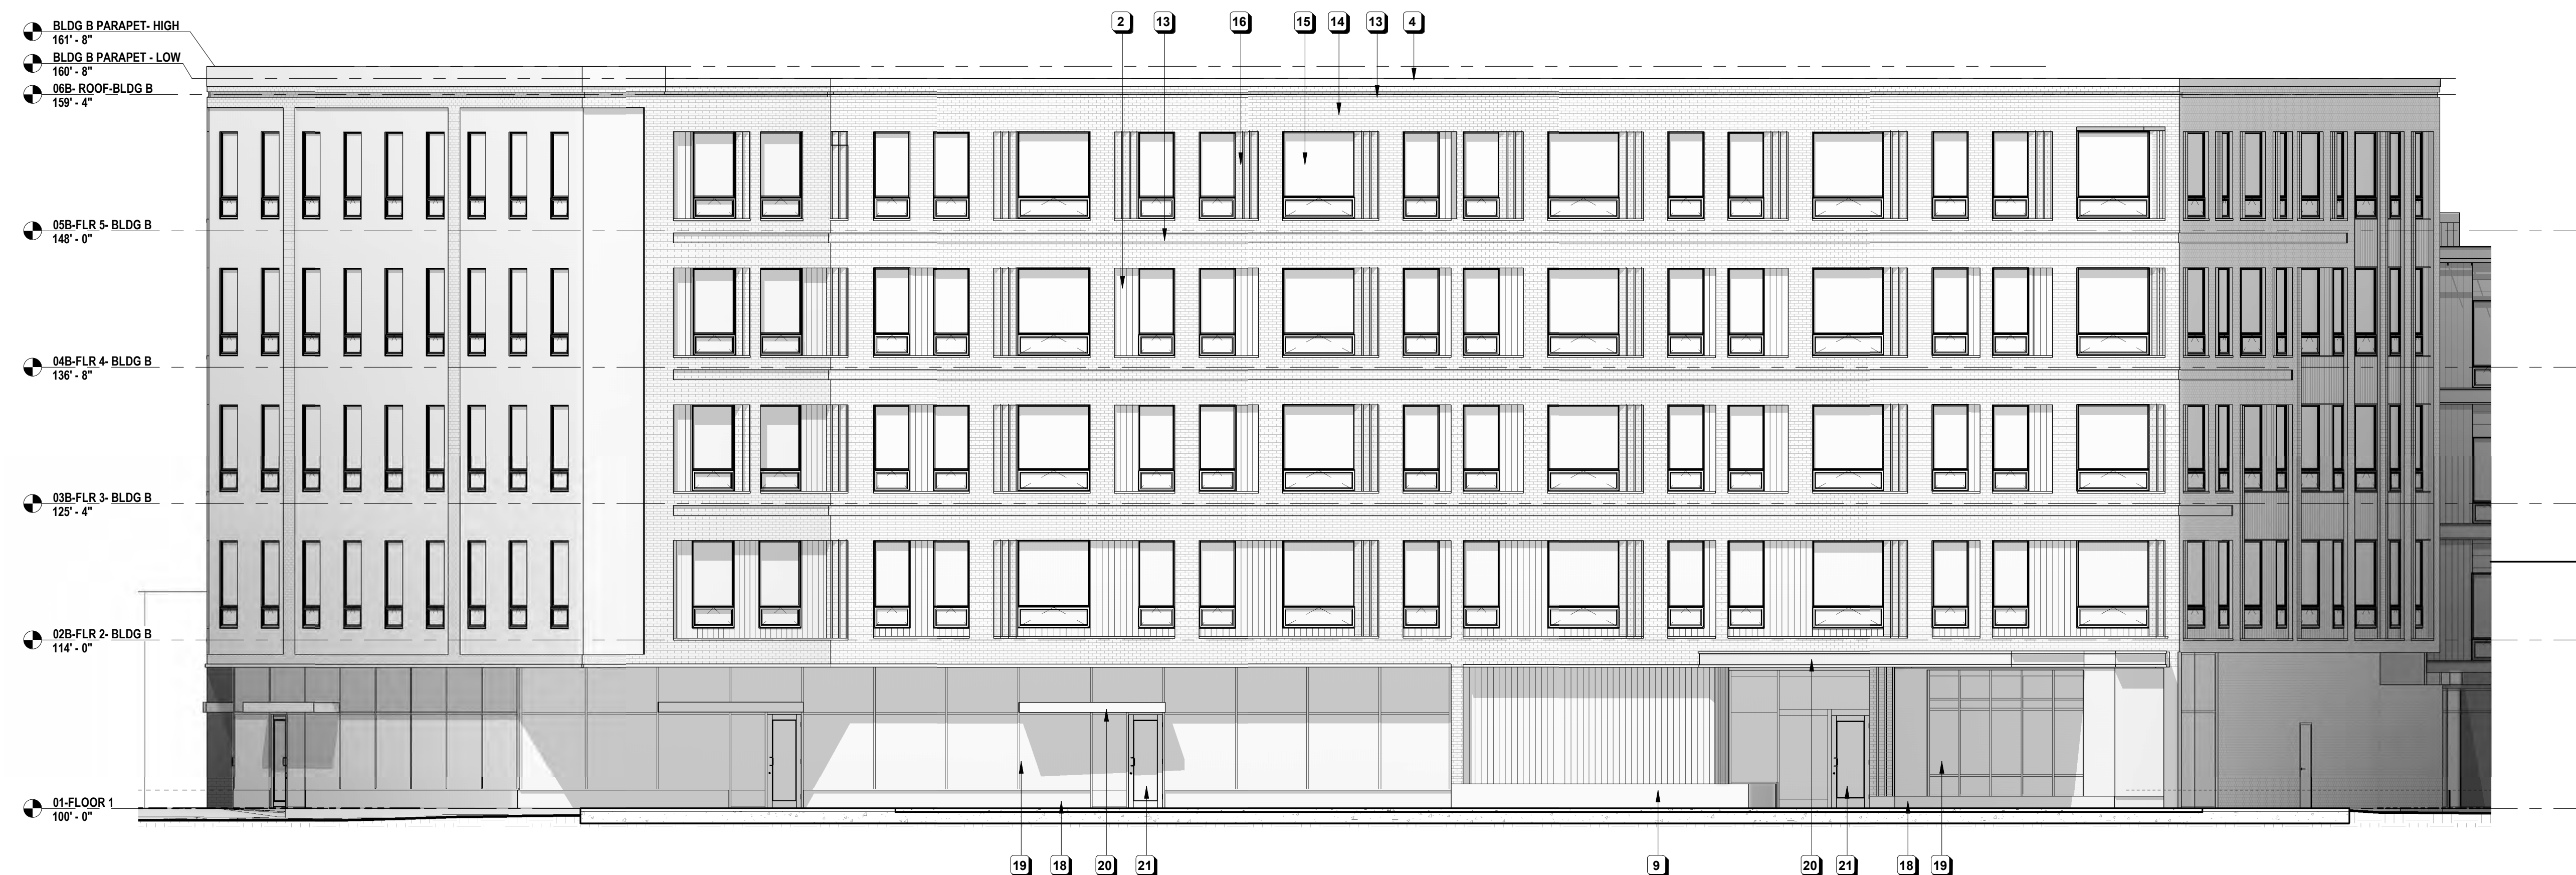 BLDG B PARAPET- HIGH
161' - 8"
BLDG B PARAPET - LOW
160' - 8"
06B- ROOF-BLDG B
159' - 4"
05B-FLR 5- BLDG B
148' - 0"
04B-FLR 4- BLDG B
136' - 8"
03B-FLR 3- BLDG B
125' - 4"
02B-FLR 2- BLDG B
114' - 0"
01-FLOOR 1
100' - 0"
2 13 16 15 14 13 4
19 18 20 21 9 20 21 18 19